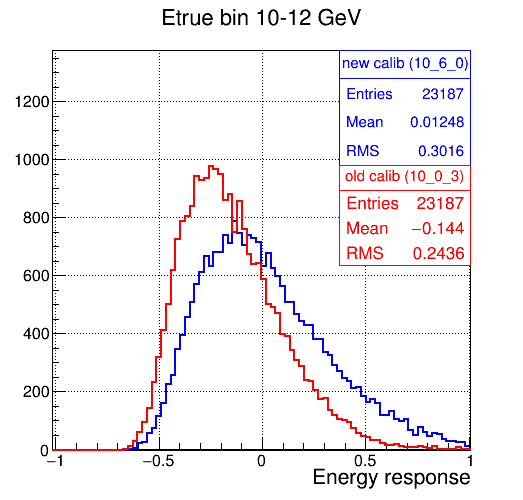 Etrue bin 10-12 GeV
new calib (10_6_0)
Entries 23187
Mean 0.01248
RMS 0.3016
old calib (10_0_3)
Entries 23187
Mean −0.144
RMS 0.2436
1200
1000
800
600
400
200
0
−1 −0.5 0 0.5 1
Energy response